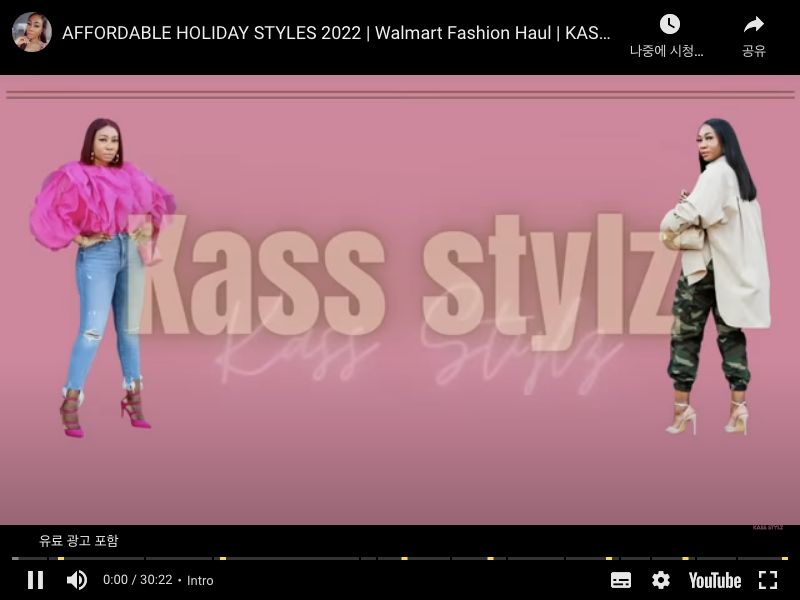 AFFORDABLE HOLIDAY STYLES 2022 | Walmart Fashion Haul | KAS...
나중에 시청...
공유
Kass stylz
Kass Stylz
KASS STYLZ
유료 광고 포함
0:00 / 30:22 • Intro
YouTube